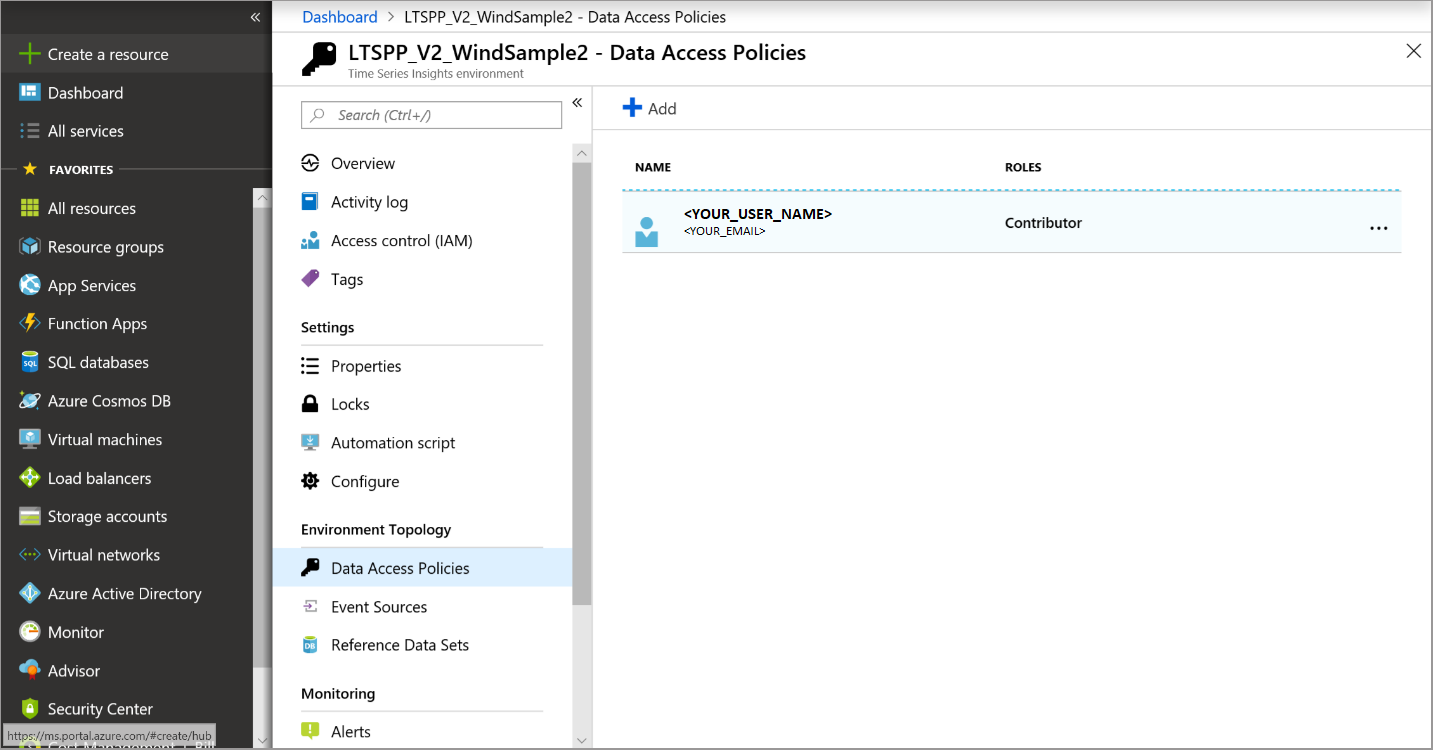 Create a resource
Dashboard
All services
FAVORITES
All resources
Resource groups
App Services
Function Apps
SQL databases
Azure Cosmos DB
Virtual machines
Load balancers
Storage accounts
Virtual networks
Azure Active Directory
Monitor
Advisor
Security Center
https://ms.portal.azure.com/#create/hub
Dashboard > LTSPP_V2_WindSample2 - Data Access Policies
LTSPP_V2_WindSample2 - Data Access Policies
Time Series Insights environment
Search (Ctrl+/)
Overview
Activity log
Access control (IAM)
Tags
Settings
Properties
Locks
Automation script
Configure
Environment Topology
Data Access Policies
Event Sources
Reference Data Sets
Monitoring
Alerts
Add
NAME ROLES
<YOUR_USER_NAME> Contributor
<YOUR_EMAIL>